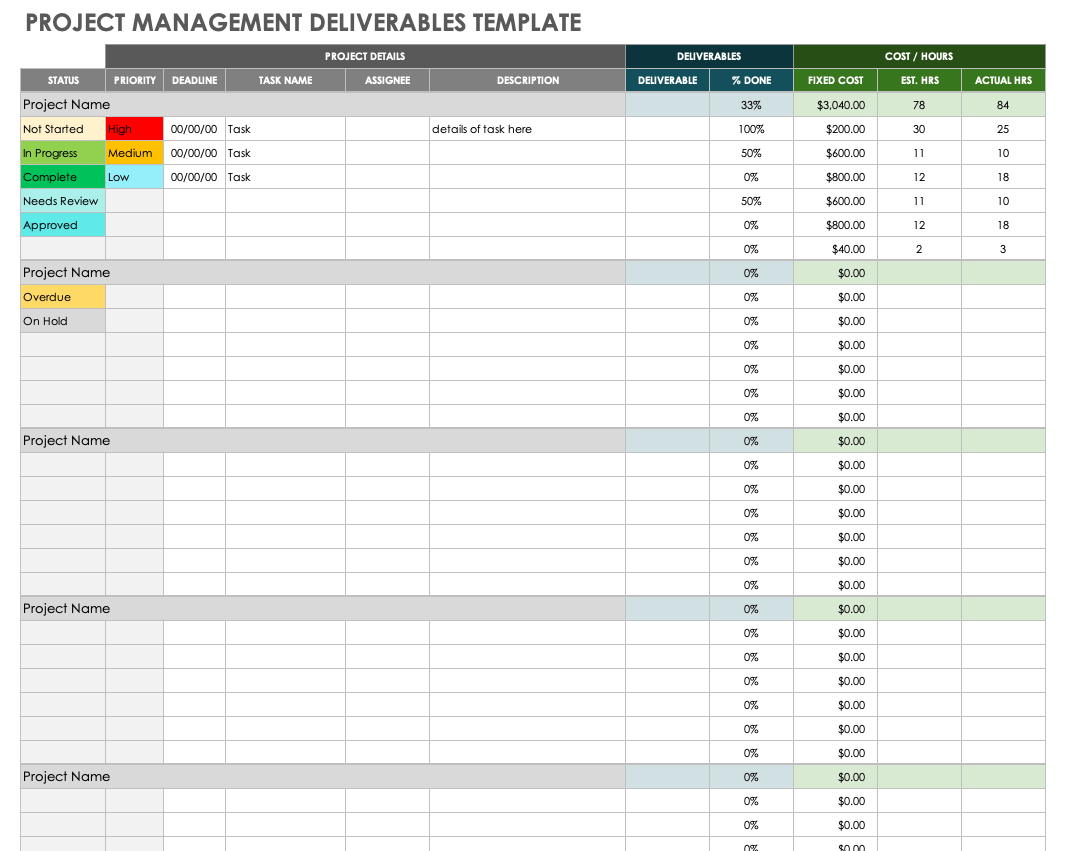 PROJECT MANAGEMENT DELIVERABLES TEMPLATE
PROJECT DETAILS DELIVERABLES COST / HOURS
STATUS PRIORITY DEADLINE TASK NAME ASSIGNEE DESCRIPTION DELIVERABLE % DONE FIXED COST EST. HRS ACTUAL HRS
Project Name 33% $3,040.00 78 84
Not Started High 00/00/00 Task details of task here 100% $200.00 30 25
In Progress Medium 00/00/00 Task 50% $600.00 11 10
Complete Low 00/00/00 Task 0% $800.00 12 18
Needs Review 50% $600.00 11 10
Approved 0% $800.00 12 18
0% $40.00 2 3
Project Name 0% $0.00
Overdue 0% $0.00
On Hold 0% $0.00
0% $0.00
0% $0.00
0% $0.00
0% $0.00
Project Name 0% $0.00
0% $0.00
0% $0.00
0% $0.00
0% $0.00
0% $0.00
0% $0.00
Project Name 0% $0.00
0% $0.00
0% $0.00
0% $0.00
0% $0.00
0% $0.00
0% $0.00
Project Name 0% $0.00
0% $0.00
0% $0.00
0% $0.00